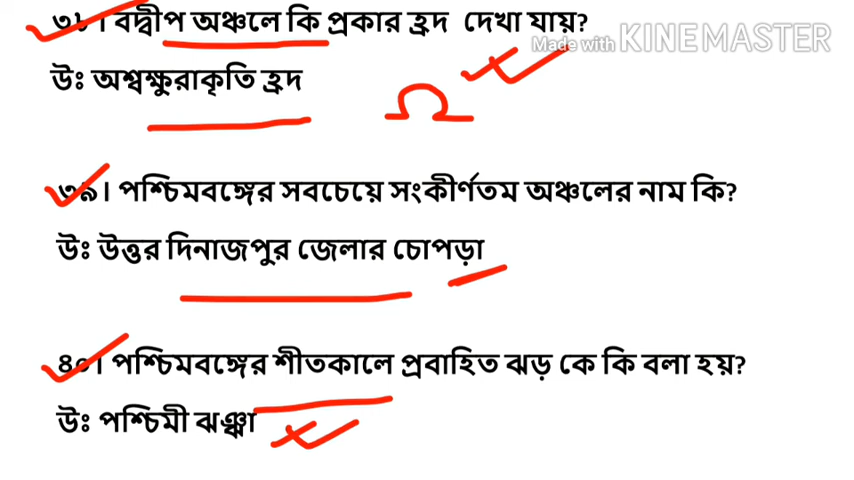 ৩৮। বদ্বীপ অঞ্চলে কি প্রকার হ্রদ দেখা যায়?
Made with KINEMASTER
উঃ অশ্বক্ষুরাকৃতি হ্রদ
৩৯। পশ্চিমবঙ্গের সবচেয়ে সংকীর্ণতম অঞ্চলের নাম কি?
উঃ উত্তর দিনাজপুর জেলার চোপড়া
৪০। পশ্চিমবঙ্গের শীতকালে প্রবাহিত ঝড় কে কি বলা হয়?
উঃ পশ্চিমী ঝঞ্ঝা